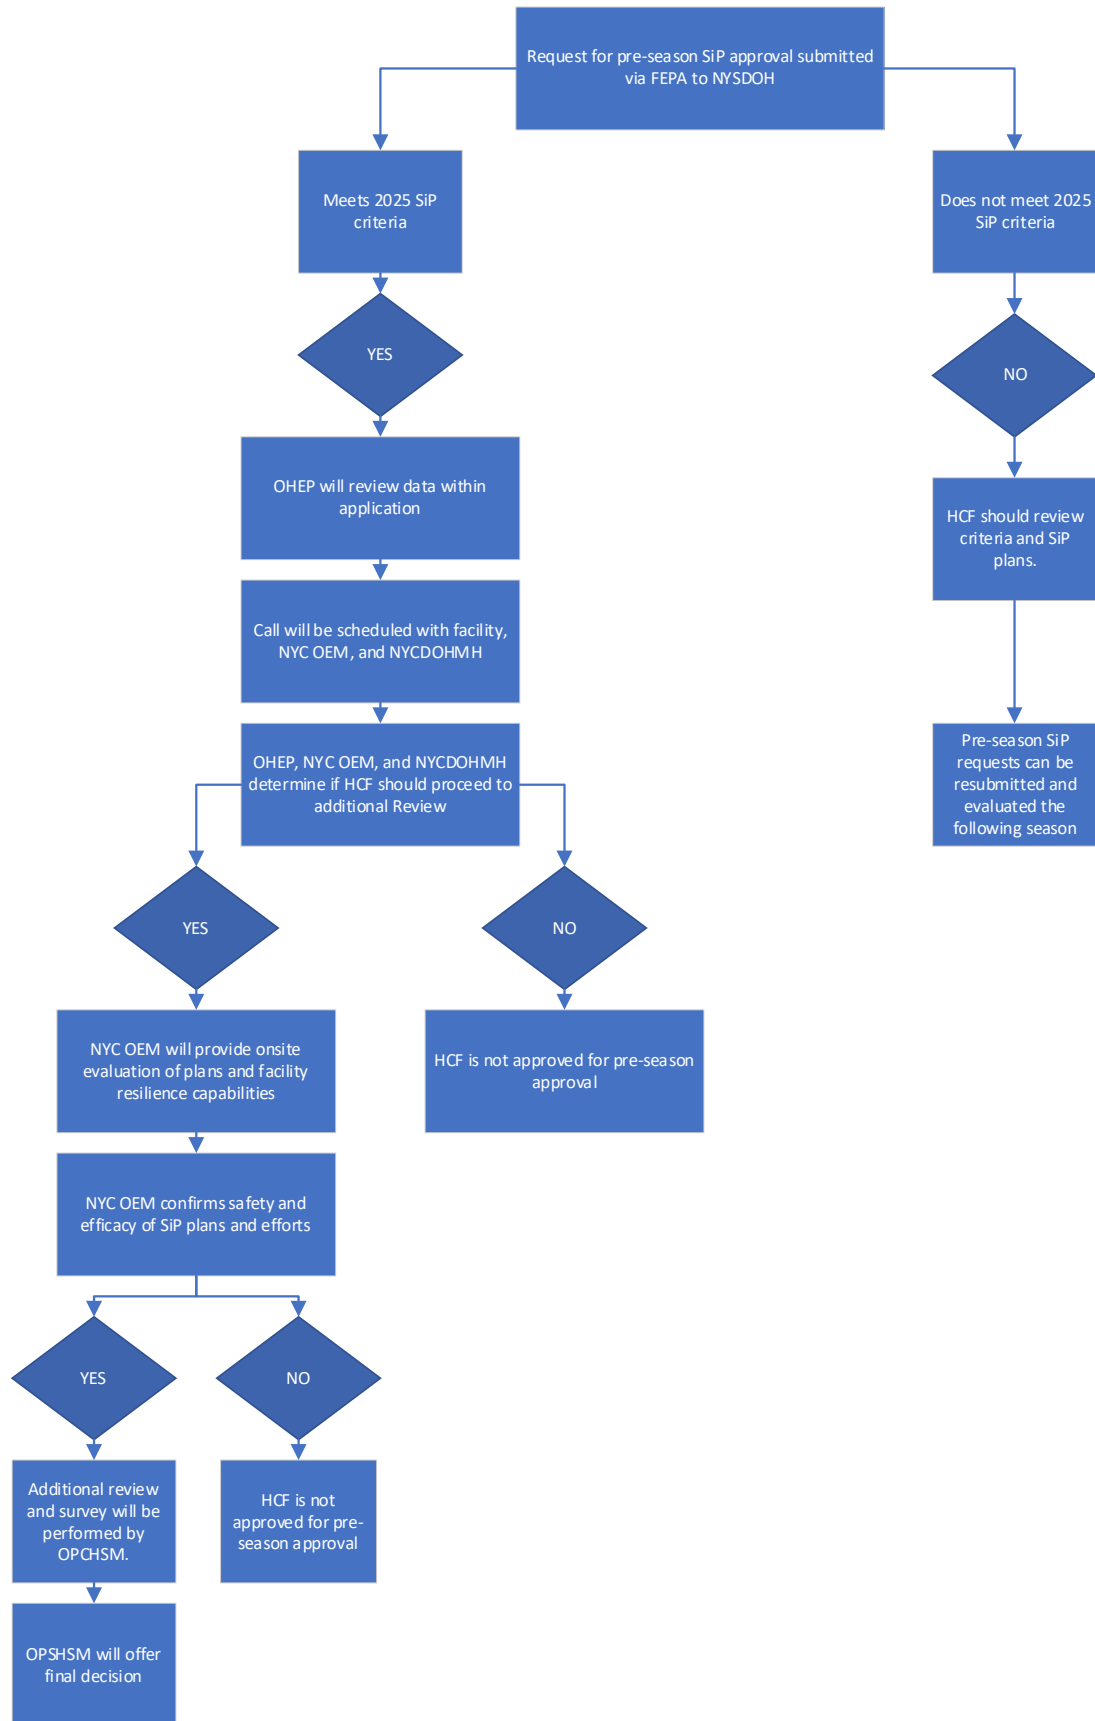 Request for pre-season SiP approval submitted
via FEPA to NYSDOH
Meets 2025 SiP
criteria
Does not meet 2025
SiP criteria
YES
NO
OHEP will review data within
application
HCF should review
criteria and SiP
plans.
Call will be scheduled with facility,
NYC OEM, and NYCDOHMH
OHEP, NYC OEM, and NYCDOHMH
determine if HCF should proceed to
additional Review
Pre-season SiP
requests can be
resubmitted and
evaluated the
following season
YES
NO
NYC OEM will provide onsite
evaluation of plans and facility
resilience capabilities
HCF is not approved for pre-season
approval
NYC OEM confirms safety and
efficacy of SiP plans and efforts
YES
NO
Additional review
and survey will be
performed by
OPCHSM.
HCF is not
approved for pre-
season approval
OPSHSM will offer
final decision